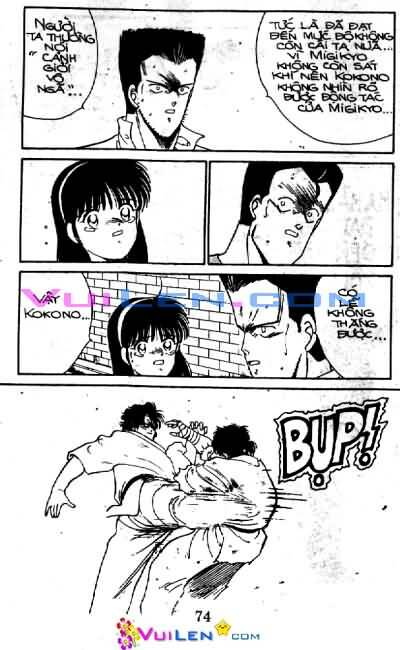 NGƯỜI
TA THƯỜNG
NÓI
"CẢNH
GIỚI
VÔ
NGÃ"...
TỨC LÀ ĐÃ ĐẠT
ĐẾN MỨC ĐỘ KHÔNG
CÒN CÁI TA NỮA...
VÌ MIGIKYO
KHÔNG CÒN SÁT
KHÍ NÊN KOKONO
KHÔNG NHÌN RÕ
ĐƯỢC ĐỘNG TÁC
CỦA MIGIKYO...
VẬY
KOKONO...
CÓ
LẼ
KHÔNG
THẮNG
ĐƯỢC...
VUILEN.COM
BỤP!
74
VUILEN.COM